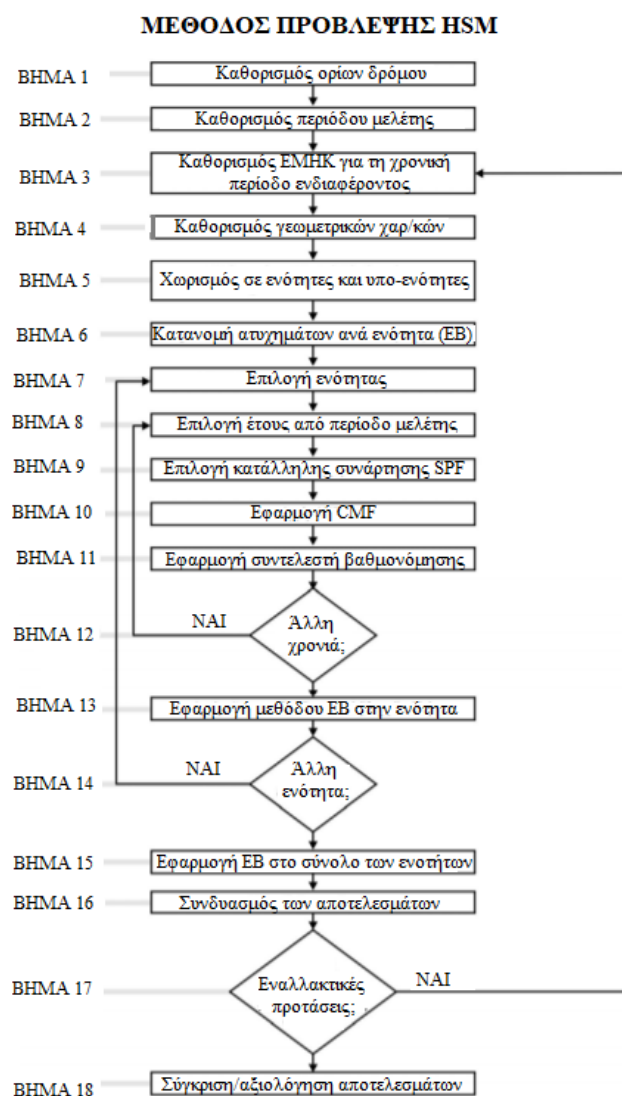 ΜΕΘΟΔΟΣ ΠΡΟΒΛΕΨΗΣ HSM
ΒΗΜΑ 1 Καθορισμός ορίων δρόμου
ΒΗΜΑ 2 Καθορισμός περιόδου μελέτης
ΒΗΜΑ 3 Καθορισμός ΕΜΗΚ για τη χρονική
περίοδο ενδιαφέροντος
ΒΗΜΑ 4 Καθορισμός γεωμετρικών χαρ/κών
ΒΗΜΑ 5 Χωρισμός σε ενότητες και υπο-ενότητες
ΒΗΜΑ 6 Κατανομή ατυχημάτων ανά ενότητα (ΕΒ)
ΒΗΜΑ 7 Επιλογή ενότητας
ΒΗΜΑ 8 Επιλογή έτους από περίοδο μελέτης
ΒΗΜΑ 9 Επιλογή κατάλληλης συνάρτησης SPF
ΒΗΜΑ 10 Εφαρμογή CMF
ΒΗΜΑ 11 Εφαρμογή συντελεστή βαθμονόμησης
ΒΗΜΑ 12 ΝΑΙ Άλλη
χρονιά;
ΒΗΜΑ 13 Εφαρμογή μεθόδου ΕΒ στην ενότητα
ΒΗΜΑ 14 ΝΑΙ Άλλη
ενότητα;
ΒΗΜΑ 15 Εφαρμογή ΕΒ στο σύνολο των ενοτήτων
ΒΗΜΑ 16 Συνδυασμός των αποτελεσμάτων
ΒΗΜΑ 17 Εναλλακτικές ΝΑΙ
προτάσεις;
ΒΗΜΑ 18 Σύγκριση/αξιολόγηση αποτελεσμάτων